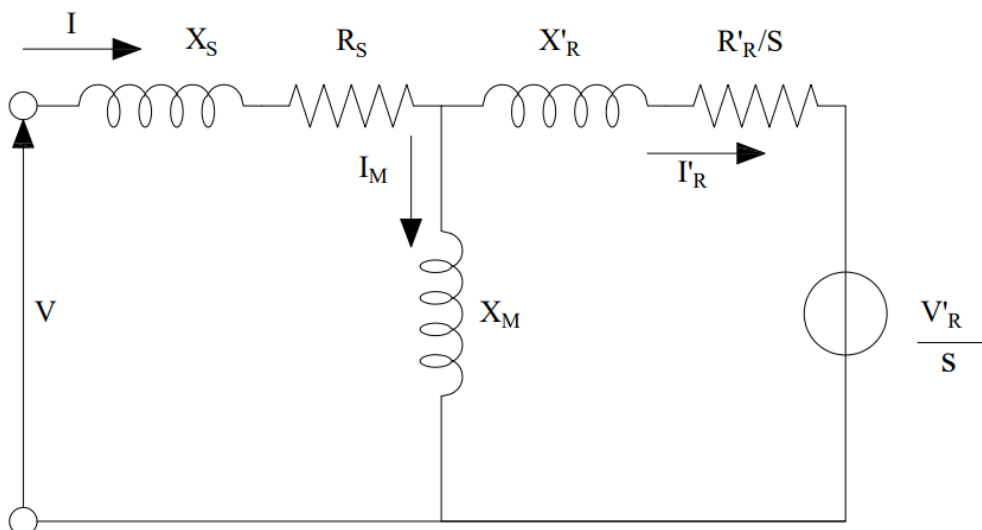 I
X_S
R_S
X'_R
R'_R/S
I_M
I'_R
V
X_M
V'_R
S